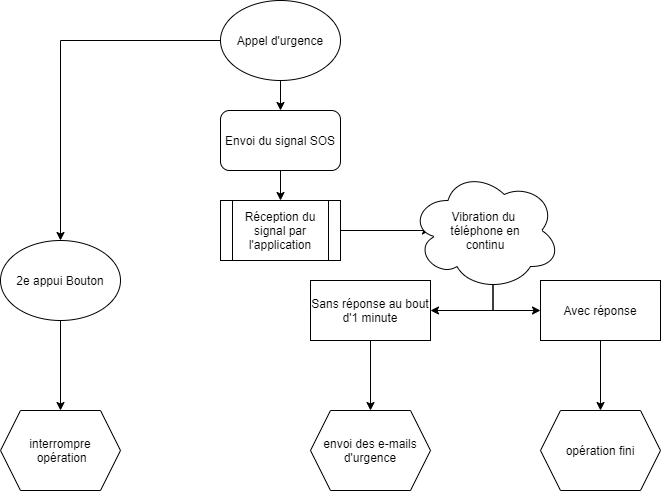 Appel d'urgence
Envoi du signal SOS
Réception du
signal par
l'application
Vibration du
téléphone en
continu
2e appui Bouton
Sans réponse au bout
d'1 minute
Avec réponse
interrompre
opération
envoi des e-mails
d'urgence
opération fini